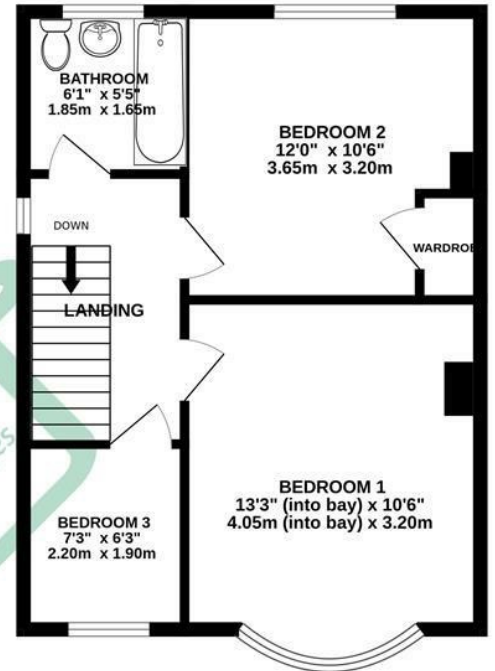 BATHROOM
6'1" x 5'5"
1.85m x 1.65m
BEDROOM 2
12'0" x 10'6"
3.65m x 3.20m
WARDROBE
DOWN
LANDING
BEDROOM 1
13'3" (into bay) x 10'6"
4.05m (into bay) x 3.20m
BEDROOM 3
7'3" x 6'3"
2.20m x 1.90m